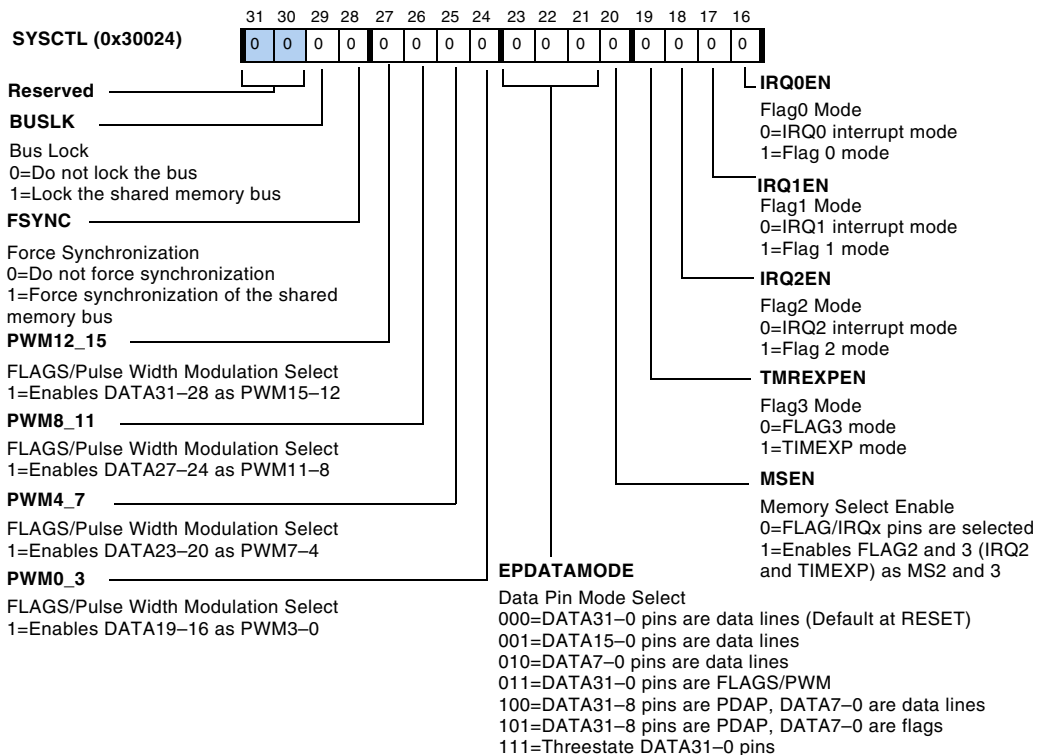 31 30 29 28 27 26 25 24 23 22 21 20 19 18 17 16
SYSCTL (0x30024)
0 0 0 0 0 0 0 0 0 0 0 0 0 0 0 0
Reserved
BUSLK
Bus Lock
0=Do not lock the bus
1=Lock the shared memory bus
FSYNC
Force Synchronization
0=Do not force synchronization
1=Force synchronization of the shared
memory bus
PWM12_15
FLAGS/Pulse Width Modulation Select
1=Enables DATA31–28 as PWM15–12
PWM8_11
FLAGS/Pulse Width Modulation Select
1=Enables DATA27–24 as PWM11–8
PWM4_7
FLAGS/Pulse Width Modulation Select
1=Enables DATA23–20 as PWM7–4
PWM0_3
FLAGS/Pulse Width Modulation Select
1=Enables DATA19–16 as PWM3–0
IRQ0EN
Flag0 Mode
0=IRQ0 interrupt mode
1=Flag 0 mode
IRQ1EN
Flag1 Mode
0=IRQ1 interrupt mode
1=Flag 1 mode
IRQ2EN
Flag2 Mode
0=IRQ2 interrupt mode
1=Flag 2 mode
TMREXPEN
Flag3 Mode
0=FLAG3 mode
1=TIMEXP mode
MSEN
Memory Select Enable
0=FLAG/IRQx pins are selected
1=Enables FLAG2 and 3 (IRQ2
and TIMEXP) as MS2 and 3
EPDATAMODE
Data Pin Mode Select
000=DATA31–0 pins are data lines (Default at RESET)
001=DATA15–0 pins are data lines
010=DATA7–0 pins are data lines
011=DATA31–0 pins are FLAGS/PWM
100=DATA31–8 pins are PDAP, DATA7–0 are data lines
101=DATA31–8 pins are PDAP, DATA7–0 are flags
111=Threestate DATA31–0 pins